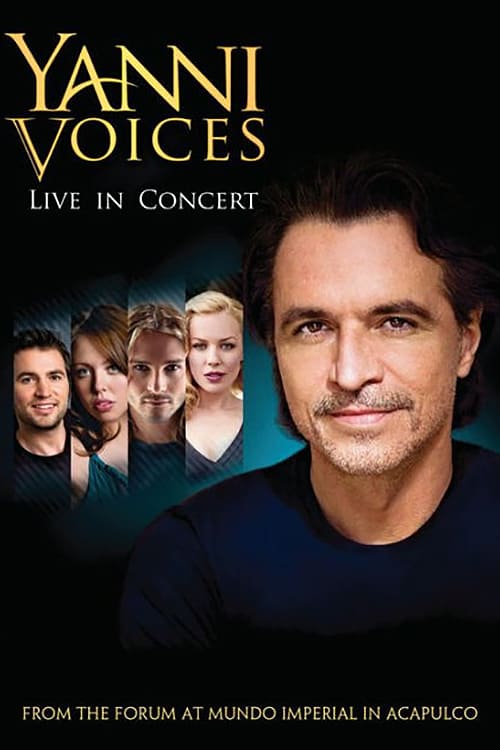 YANNI
VOICES
LIVE IN CONCERT
FROM THE FORUM AT MUNDO IMPERIAL IN ACAPULCO